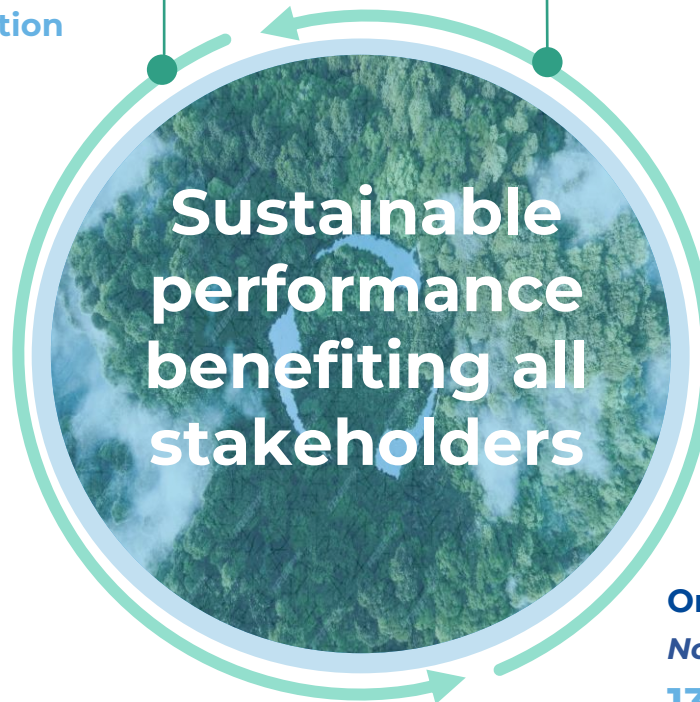 tion
Sustainable
performance
benefiting all
stakeholders